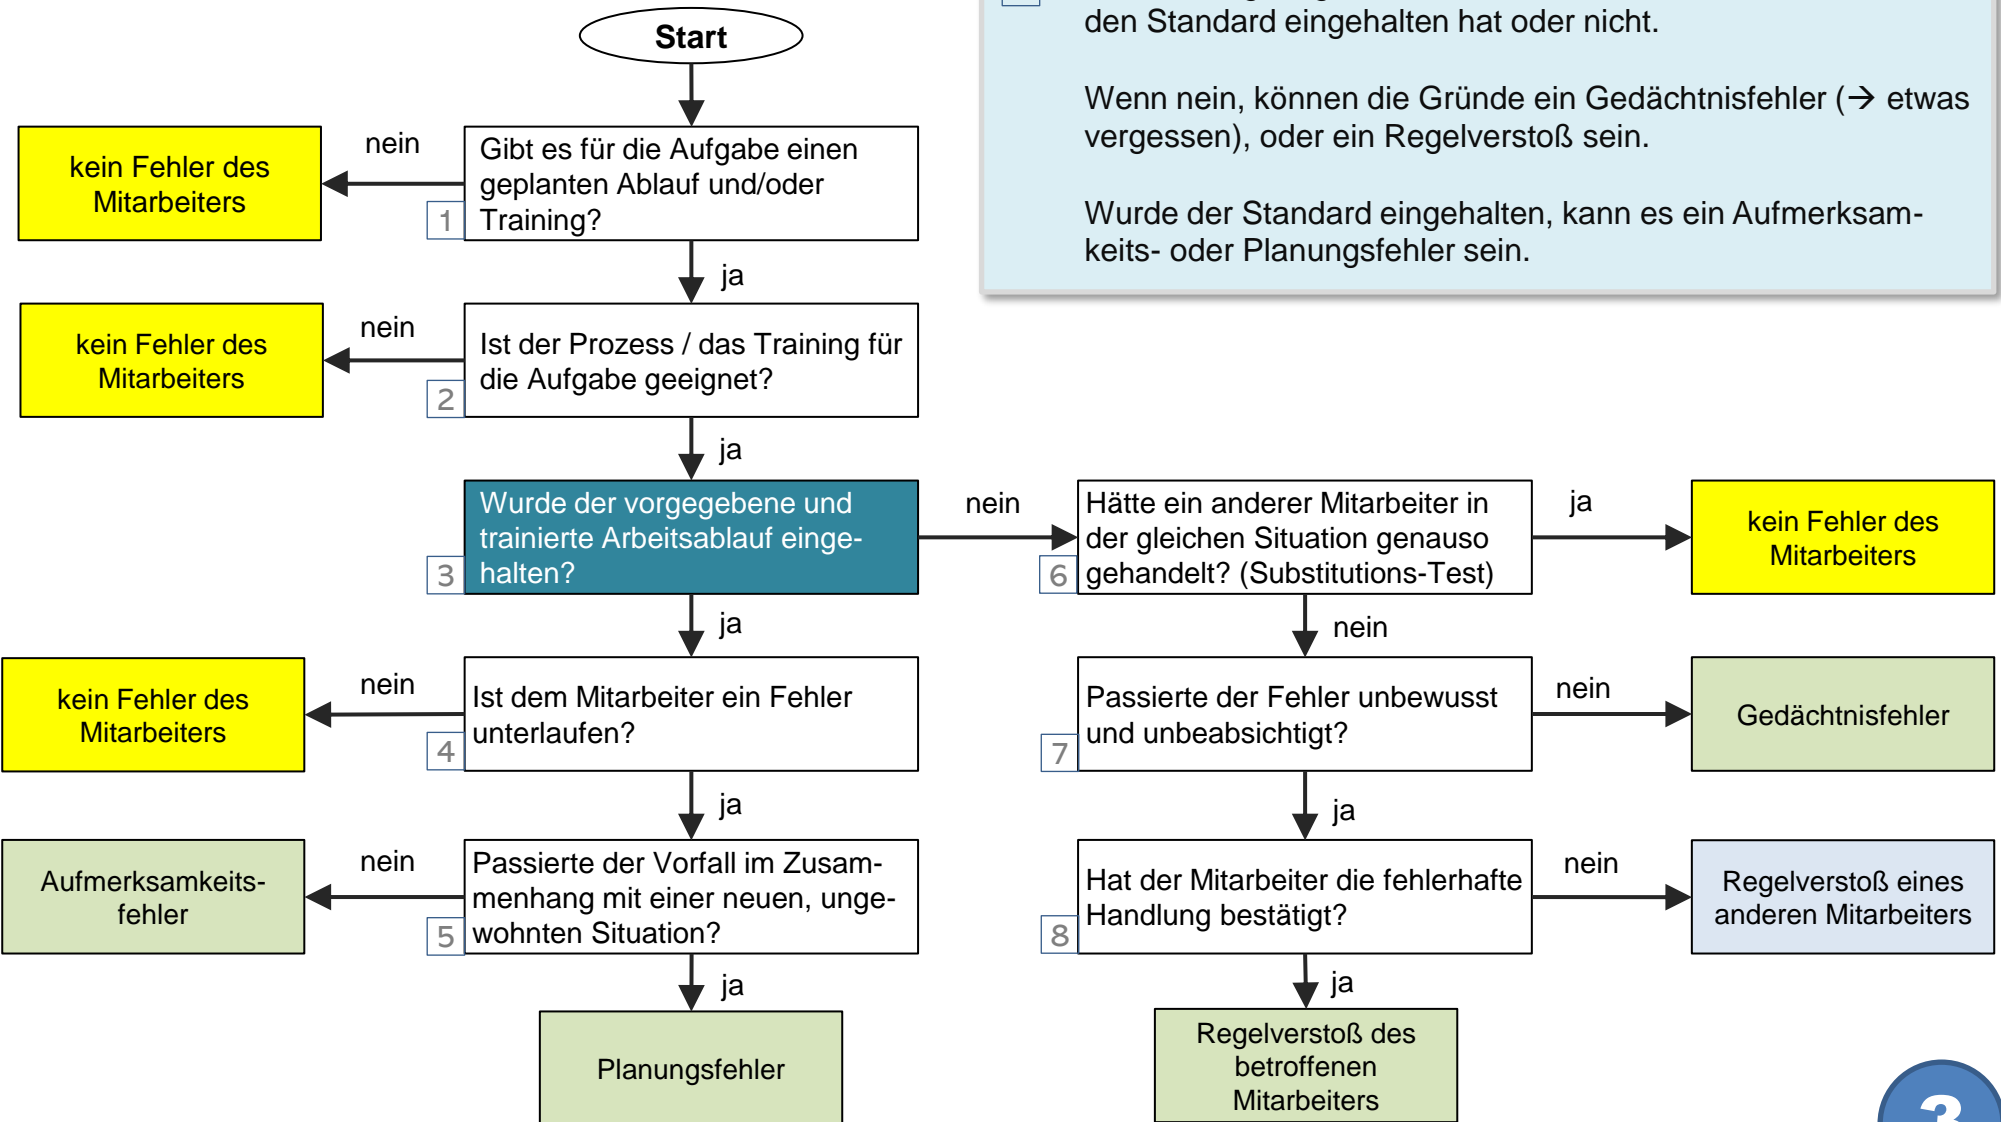 Start
den Standard eingehalten hat oder nicht.
Wenn nein, können die Gründe ein Gedächtnisfehler (→ etwas
vergessen), oder ein Regelverstoß sein.
Wurde der Standard eingehalten, kann es ein Aufmerksam-
keits- oder Planungsfehler sein.
kein Fehler des
Mitarbeiters
nein
Gibt es für die Aufgabe einen
geplanten Ablauf und/oder
Training?
1
ja
kein Fehler des
Mitarbeiters
nein
Ist der Prozess / das Training für
die Aufgabe geeignet?
2
ja
Wurde der vorgegebene und
trainierte Arbeitsablauf einge-
halten?
3
nein
Hätte ein anderer Mitarbeiter in
der gleichen Situation genauso
gehandelt? (Substitutions-Test)
6
ja
kein Fehler des
Mitarbeiters
ja
nein
kein Fehler des
Mitarbeiters
nein
Ist dem Mitarbeiter ein Fehler
unterlaufen?
4
Passierte der Fehler unbewusst
und unbeabsichtigt?
7
nein
Gedächtnisfehler
ja
ja
Aufmerksamkeits-
fehler
nein
Passierte der Vorfall im Zusam-
menhang mit einer neuen, unge-
wohnten Situation?
5
Hat der Mitarbeiter die fehlerhafte
Handlung bestätigt?
8
nein
Regelverstoß eines
anderen Mitarbeiters
ja
ja
Planungsfehler
Regelverstoß des
betroffenen
Mitarbeiters
3